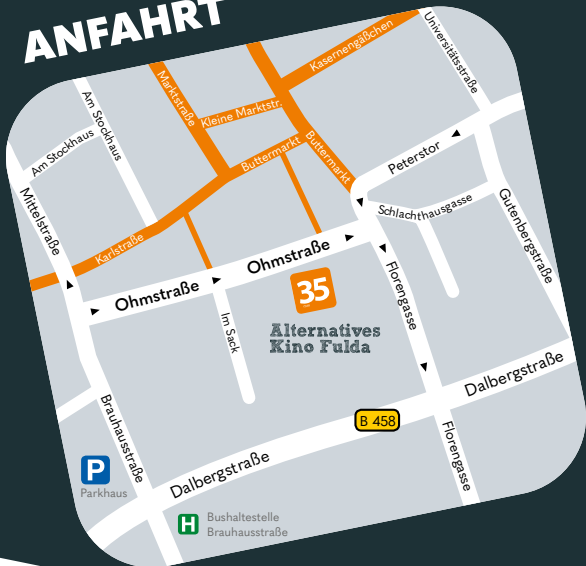 ANFAHRT
Universitätsstraße
Kasernengäßchen
Marktstraße
Am Stockhaus
Kleine Marktstr.
Am Stockhaus
Buttermarkt
Buttermarkt
Peterstor
Mittelstraße
Schlachthausgasse
Gutenbergstraße
Karlstraße
Ohmstraße
Ohmstraße
Florengasse
35
Im Sack
Alternatives
Kino Fulda
Dalbergstraße
Brauhausstraße
B 458
Florengasse
P
Parkhaus
Dalbergstraße
H
Bushaltestelle
Brauhausstraße